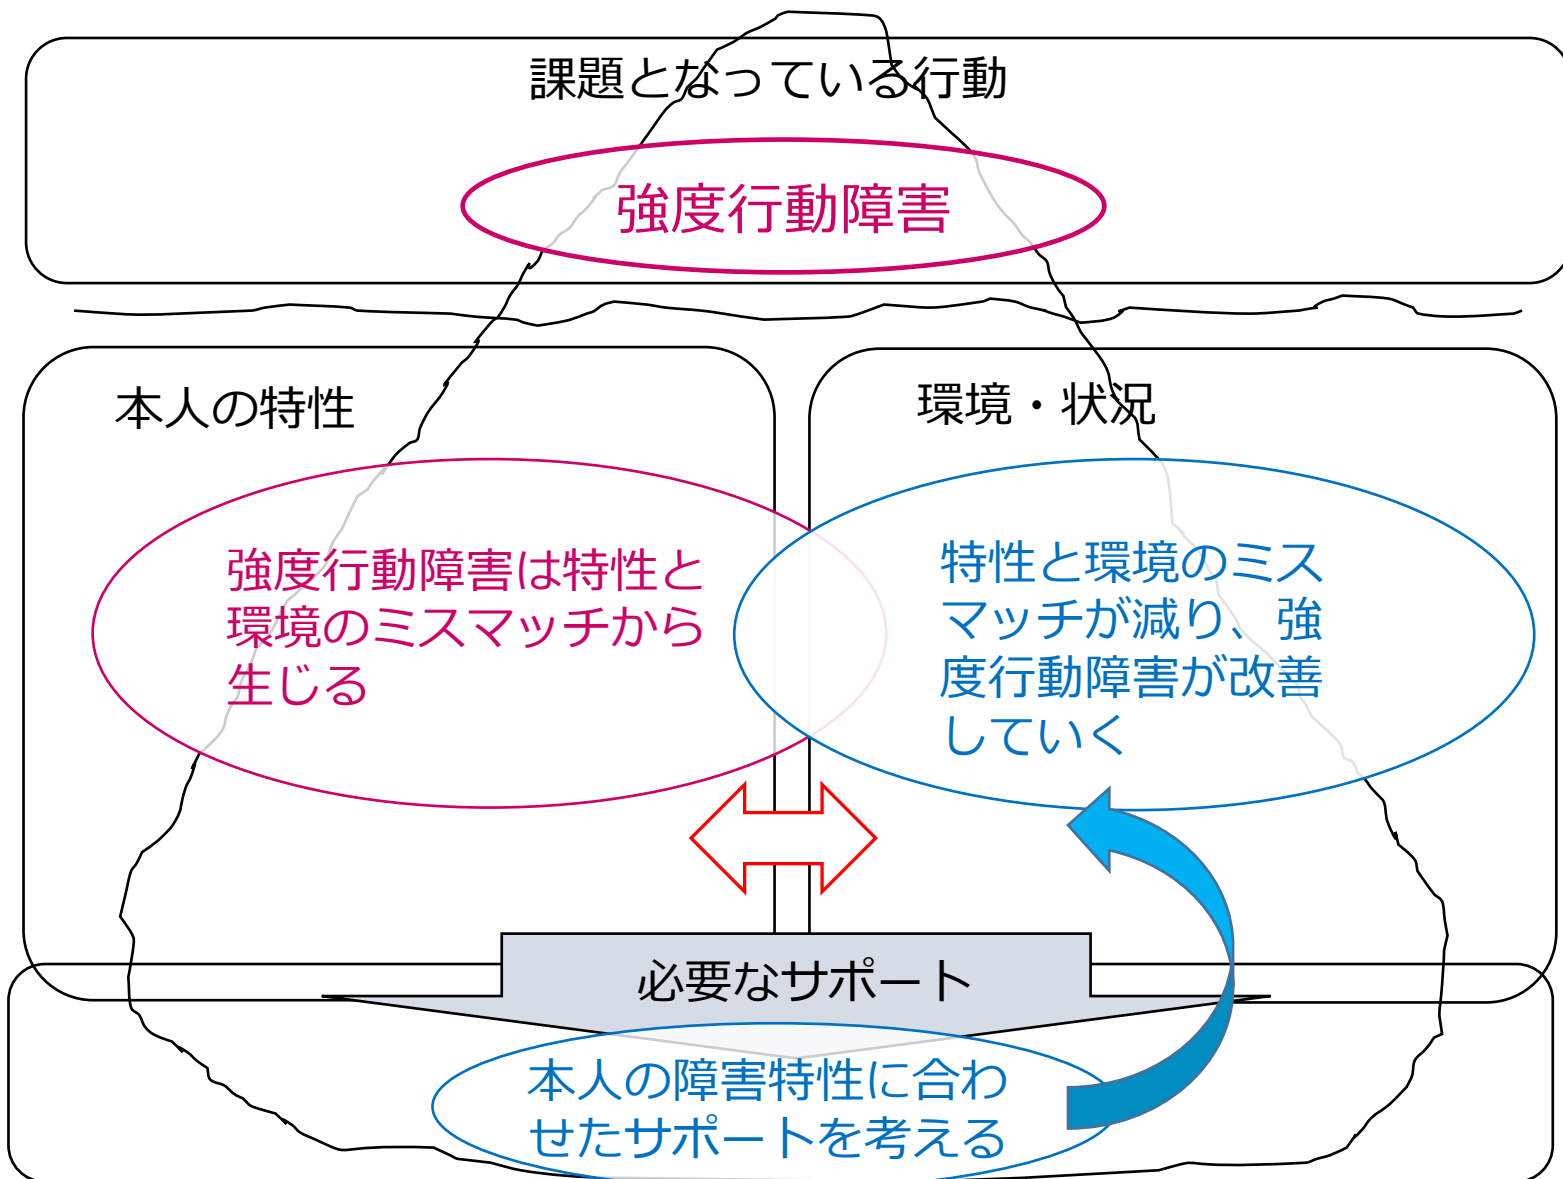 課題となっている行動
強度行動障害
本人の特性
環境・状況
強度行動障害は特性と
環境のミスマッチから
生じる
特性と環境のミス
マッチが減り、強
度行動障害が改善
していく
必要なサポート
本人の障害特性に合わ
せたサポートを考える